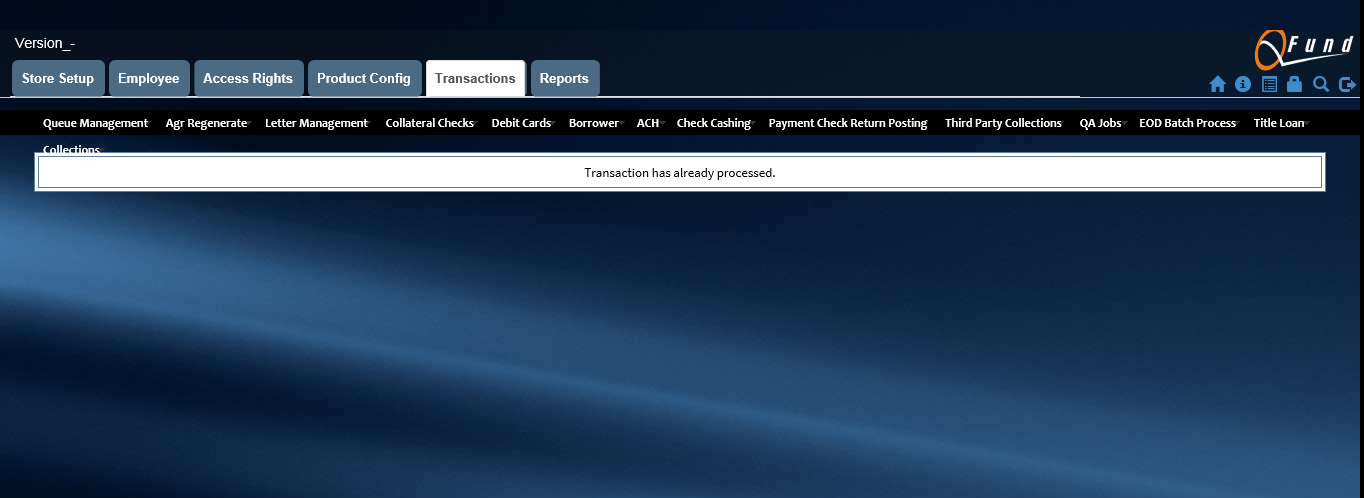 Version_-
QFund
Store Setup Employee Access Rights Product Config Transactions Reports
Queue Management Agr Regenerate Letter Management Collateral Checks Debit Cards Borrower ACH Check Cashing Payment Check Return Posting Third Party Collections QA Jobs EOD Batch Process Title Loan
Collections
Transaction has already processed.